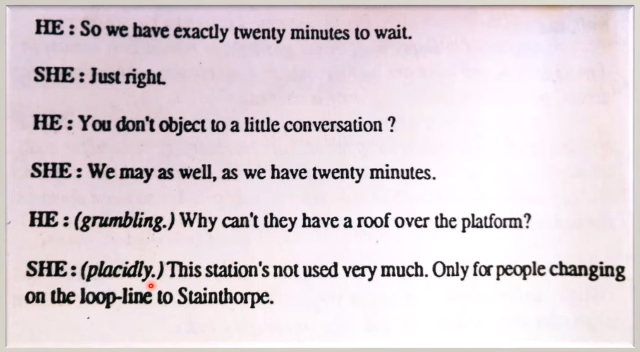 HE : So we have exactly twenty minutes to wait.
SHE : Just right.
HE : You don't object to a little conversation ?
SHE : We may as well, as we have twenty minutes.
HE : (grumbling.) Why can't they have a roof over the platform?
SHE : (placidly.) This station's not used very much. Only for people changing
on the loop-line to Stainthorpe.